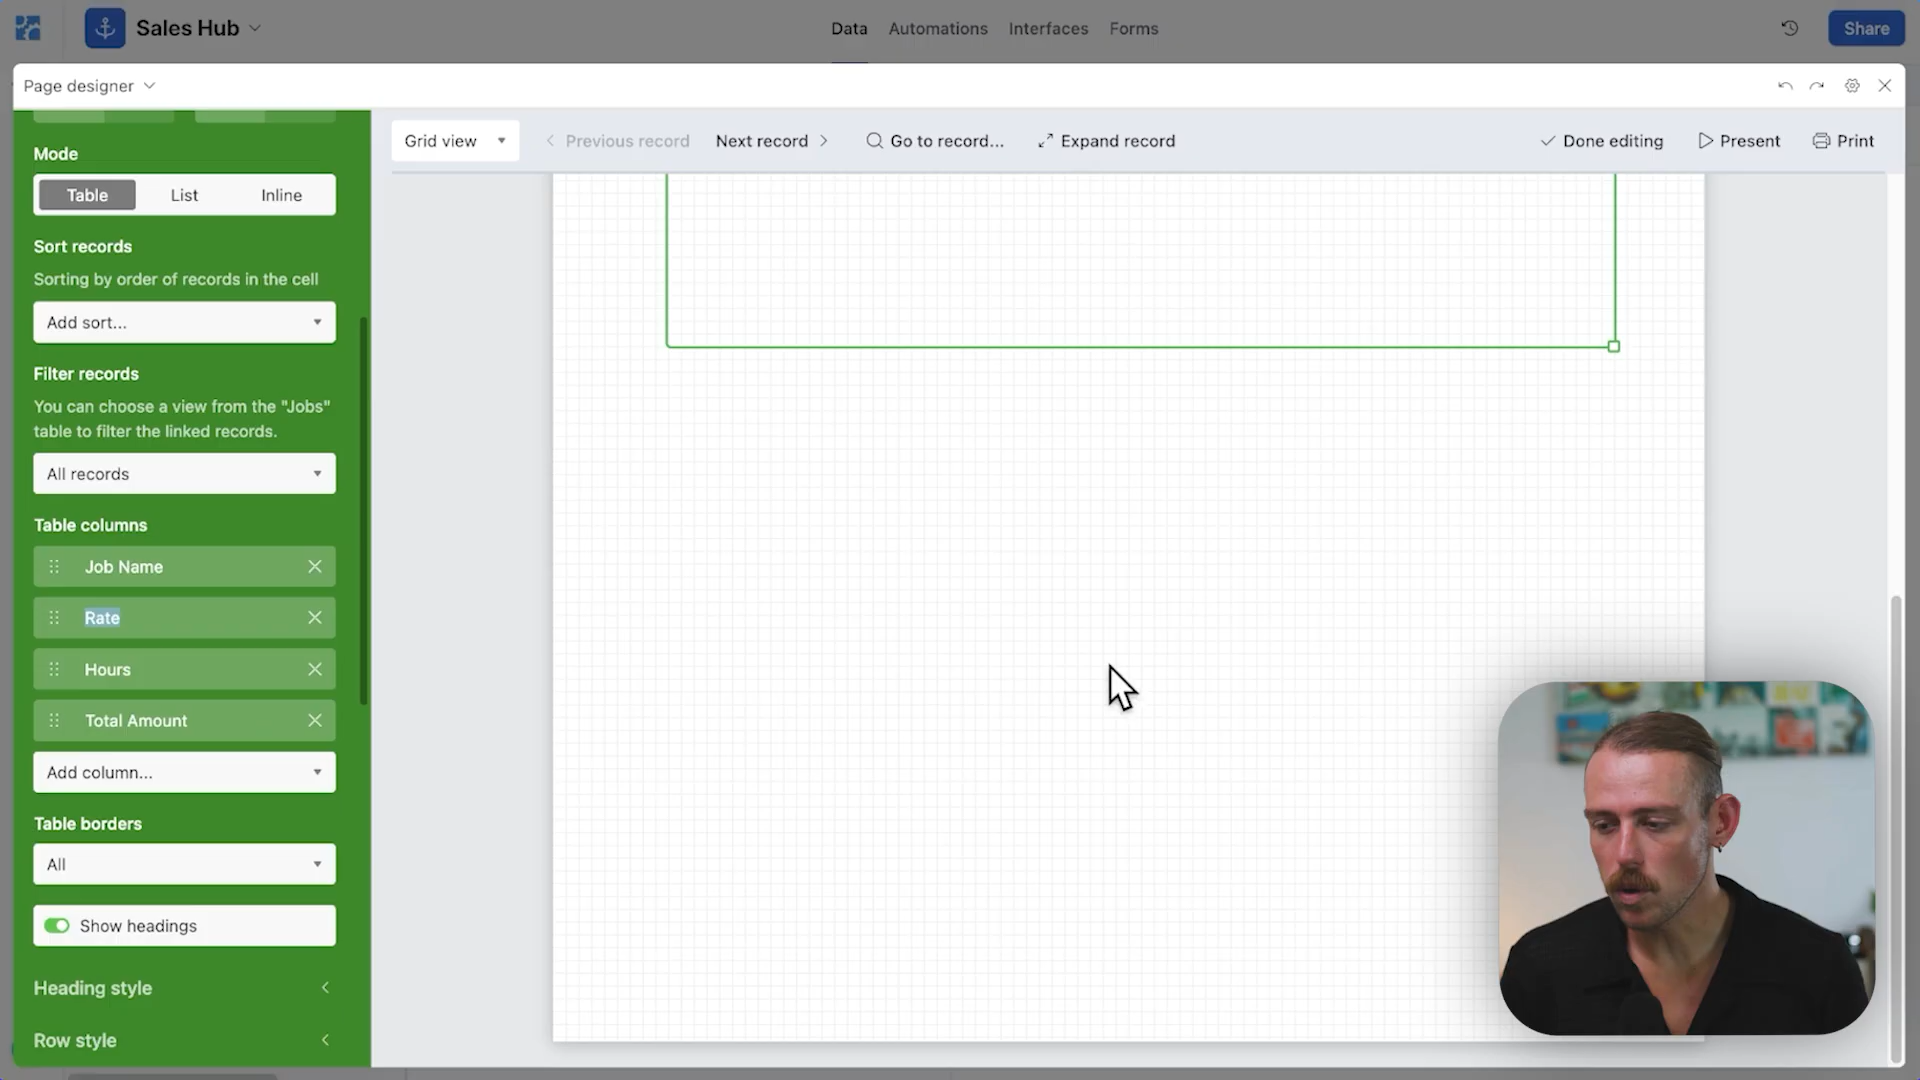 Sales Hub
Data
Automations
Interfaces
Forms
Share
Page designer
Grid view
Previous record
Next record
Go to record...
Expand record
Done editing
Present
Print
Mode
Table
List
Inline
Sort records
Sorting by order of records in the cell
Add sort...
Filter records
You can choose a view from the "Jobs"
table to filter the linked records.
All records
Table columns
Job Name
Rate
Hours
Total Amount
Add column...
Table borders
All
Show headings
Heading style
Row style